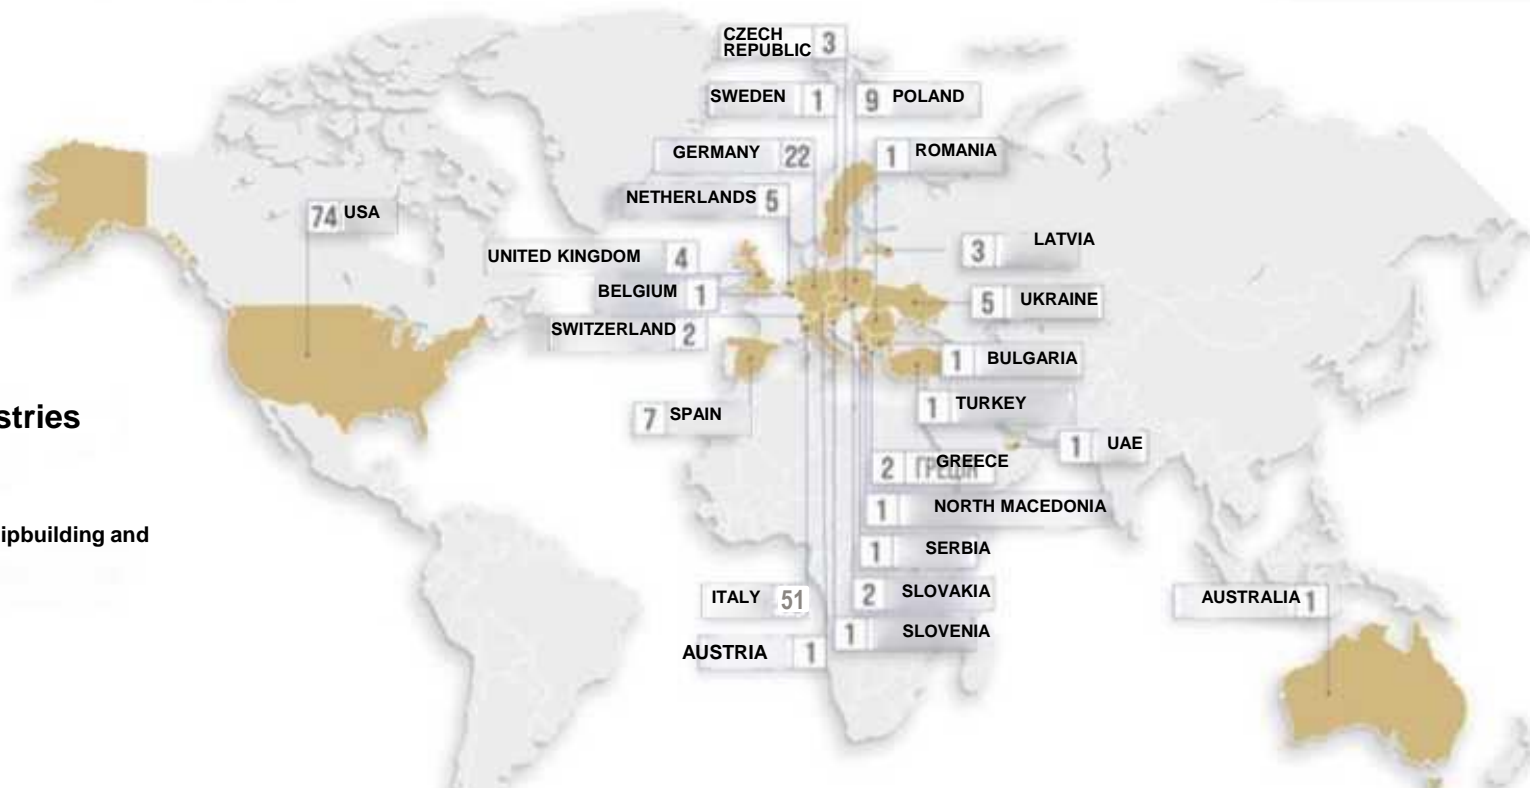 CZECH
REPUBLIC 3
SWEDEN 1
9 POLAND
GERMANY 22
1 ROMANIA
NETHERLANDS 5
74 USA
UNITED KINGDOM 4
3 LATVIA
BELGIUM 1
5 UKRAINE
SWITZERLAND 2
1 BULGARIA
stries
7 SPAIN
1 TURKEY
1 UAE
2 GREECE
1 NORTH MACEDONIA
ipbuilding and
1 SERBIA
ITALY 51
2 SLOVAKIA
AUSTRALIA 1
1 SLOVENIA
AUSTRIA 1